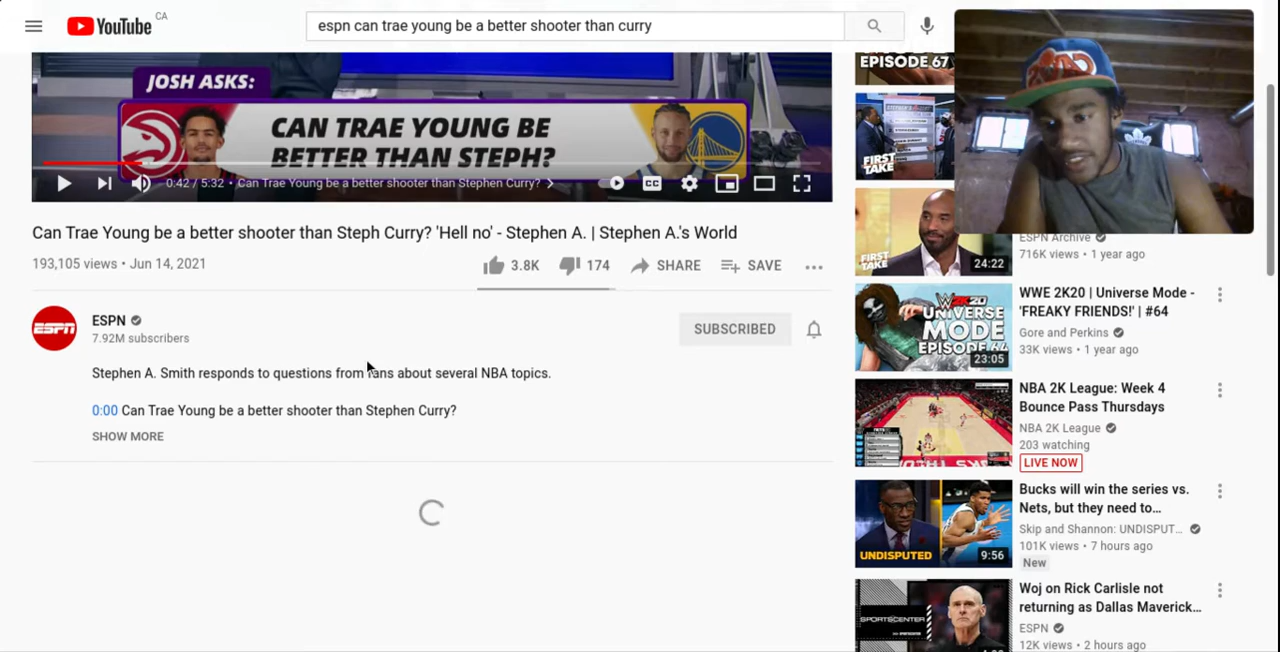 YouTube CA
espn can trae young be a better shooter than curry
JOSH ASKS:
CAN TRAE YOUNG BE
BETTER THAN STEPH?
0:42 / 5:32 • Can Trae Young be a better shooter than Stephen Curry? >
CC
Can Trae Young be a better shooter than Steph Curry? 'Hell no' - Stephen A. | Stephen A.'s World
193,105 views • Jun 14, 2021
3.8K
174
SHARE
SAVE
ESPN
ESPN
7.92M subscribers
SUBSCRIBED
Stephen A. Smith responds to questions from fans about several NBA topics.
0:00 Can Trae Young be a better shooter than Stephen Curry?
SHOW MORE
EPISODE 67
FIRST
TAKE
FIRST
TAKE
24:22
ESPN Archive
716K views • 1 year ago
W2K20
UNIVERSE
MODE
EPISODE 64
23:05
WWE 2K20 | Universe Mode -
'FREAKY FRIENDS!' | #64
Gore and Perkins
33K views • 1 year ago
NBA 2K League: Week 4
Bounce Pass Thursdays
NBA 2K League
203 watching
LIVE NOW
UNDISPUTED
9:56
Bucks will win the series vs.
Nets, but they need to…
Skip and Shannon: UNDISPUT…
101K views • 7 hours ago
New
SPORTSCENTER
Woj on Rick Carlisle not
returning as Dallas Maverick…
ESPN
12K views • 2 hours ago